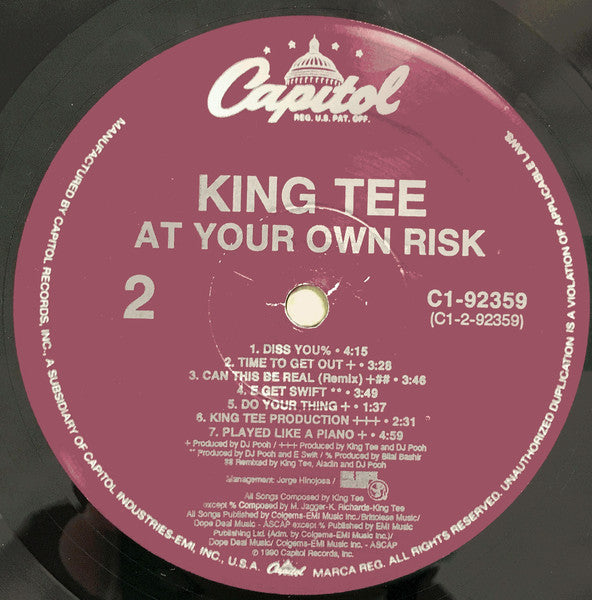 Capitol
REG. U.S. PAT. OFF.
KING TEE
AT YOUR OWN RISK
2
C1-92359
(C1-2-92359)
1. DISS YOU% • 4:15
2. TIME TO GET OUT + • 3:28
3. CAN THIS BE REAL (Remix) +## • 3:46
4. E GET SWIFT ** • 3:49
5. DO YOUR THING + • 1:37
6. KING TEE PRODUCTION +++ • 2:31
7. PLAYED LIKE A PIANO + • 4:59
+ Produced by DJ Pooh / +++ Produced by King Tee and DJ Pooh
** Produced by DJ Pooh and E Swift / % Produced by Bilal Bashir
## Remixed by King Tee, Aladin and DJ Pooh
Management: Jorge Hinojosa /
All Songs Composed by King Tee
except % Composed by M. Jagger-K. Richards-King Tee
All Songs Published by Colgems-EMI Music Inc./Brittolese Music/
Dope Deal Music - ASCAP except % Published by EMI Music
Publishing Ltd. (Adm. by Colgems-EMI Music Inc.)/
Dope Deal Music/ Colgems-EMI Music Inc. - ASCAP
© 1990 Capitol Records, Inc.
MANUFACTURED BY CAPITOL RECORDS, INC., A SUBSIDIARY OF CAPITOL INDUSTRIES-EMI, INC., U.S.A. Capitol MARCA REG. ALL RIGHTS RESERVED. UNAUTHORIZED DUPLICATION IS A VIOLATION OF APPLICABLE LAWS.